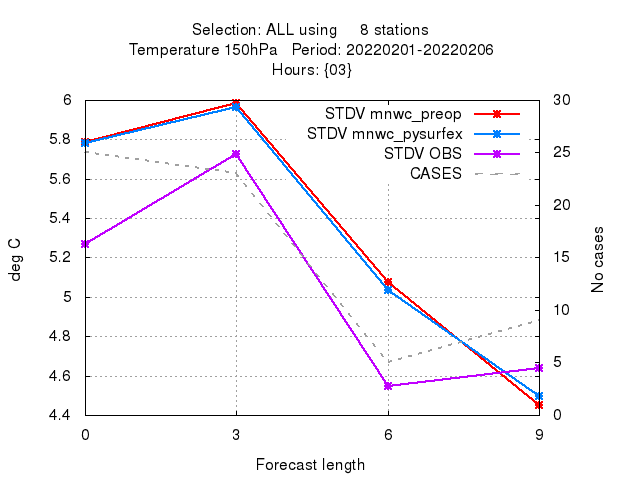 Selection: ALL using     8 stations
Temperature 150hPa   Period: 20220201-20220206
Hours: {03}
6 30
STDV mnwc_preop
5.8 25
STDV mnwc_pysurfex
STDV OBS
5.6 20
CASES
5.4
5.2 15
deg C
No cases
5 10
4.8
4.6 5
4.4 0
0 3 6 9
Forecast length